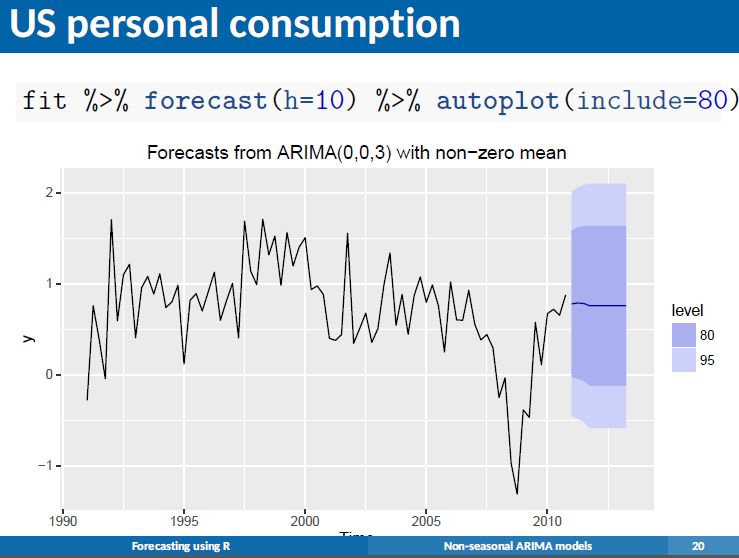 US personal consumption
fit %>% forecast(h=10) %>% autoplot(include=80)
Forecasts from ARIMA(0,0,3) with non−zero mean
2
1
0
−1
y
level
80
95
1990 1995 2000 2005 2010
Time
Forecasting using R Non-seasonal ARIMA models 20